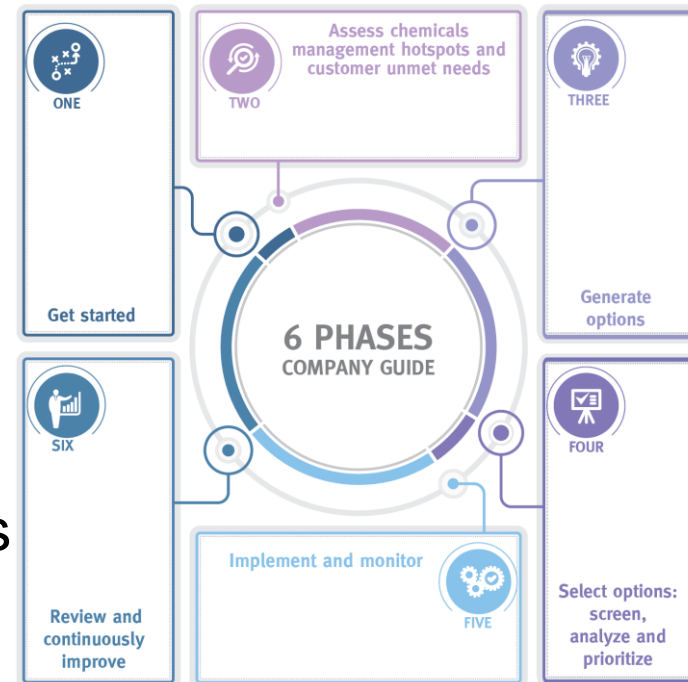 ONE
Get started
TWO
Assess chemicals
management hotspots and
customer unmet needs
THREE
Generate
options
6 PHASES
COMPANY GUIDE
SIX
Review and
continuously
improve
Implement and monitor
FIVE
FOUR
Select options:
screen,
analyze and
prioritize
s